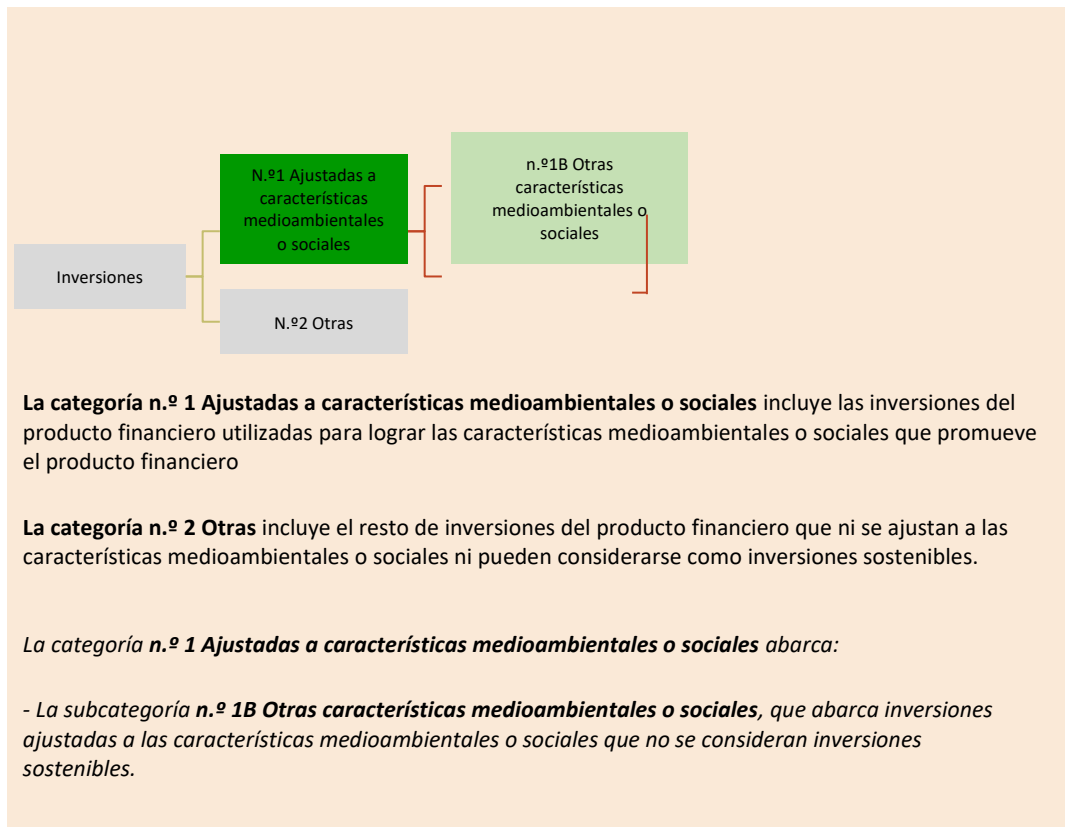 N.º1 Ajustadas a
características
medioambientales
o sociales
n.º1B Otras
características
medioambientales o
sociales
Inversiones
N.º2 Otras
La categoría n.º 1 Ajustadas a características medioambientales o sociales incluye las inversiones del
producto financiero utilizadas para lograr las características medioambientales o sociales que promueve
el producto financiero
La categoría n.º 2 Otras incluye el resto de inversiones del producto financiero que ni se ajustan a las
características medioambientales o sociales ni pueden considerarse como inversiones sostenibles.
La categoría n.º 1 Ajustadas a características medioambientales o sociales abarca:
- La subcategoría n.º 1B Otras características medioambientales o sociales, que abarca inversiones
ajustadas a las características medioambientales o sociales que no se consideran inversiones
sostenibles.